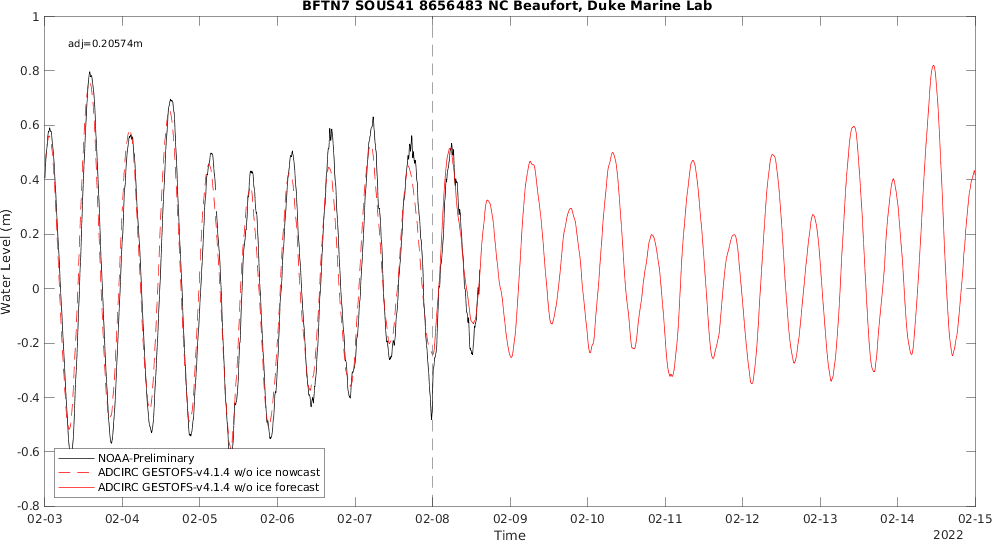 BFTN7 SOUS41 8656483 NC Beaufort, Duke Marine Lab
adj=0.20574m
1
0.8
0.6
0.4
0.2
0
-0.2
-0.4
-0.6
-0.8
Water Level (m)
NOAA-Preliminary
ADCIRC GESTOFS-v4.1.4 w/o ice nowcast
ADCIRC GESTOFS-v4.1.4 w/o ice forecast
02-03 02-04 02-05 02-06 02-07 02-08 02-09 02-10 02-11 02-12 02-13 02-14 02-15
Time
2022